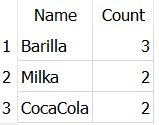 Name Count
1 Barilla 3
2 Milka 2
3 CocaCola 2